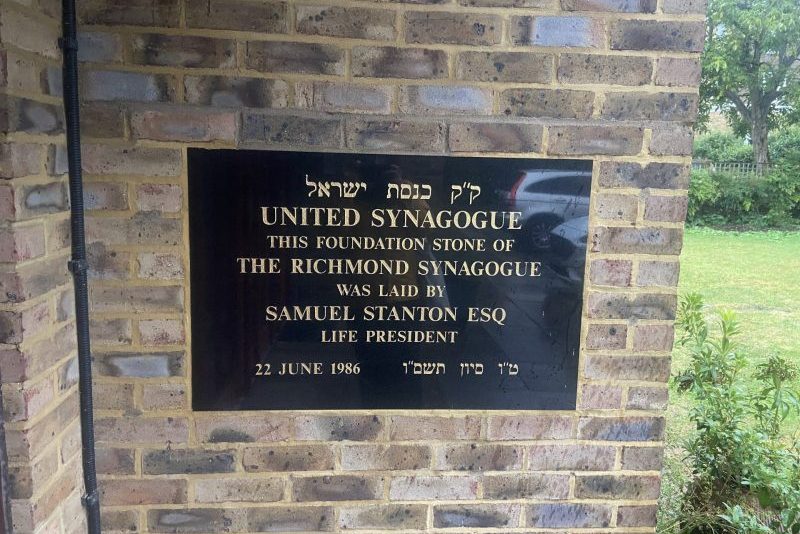 ק״ק כנסת ישראל
UNITED SYNAGOGUE
THIS FOUNDATION STONE OF
THE RICHMOND SYNAGOGUE
WAS LAID BY
SAMUEL STANTON ESQ
LIFE PRESIDENT
22 JUNE 1986 ט״ו סיון תשמ״ו